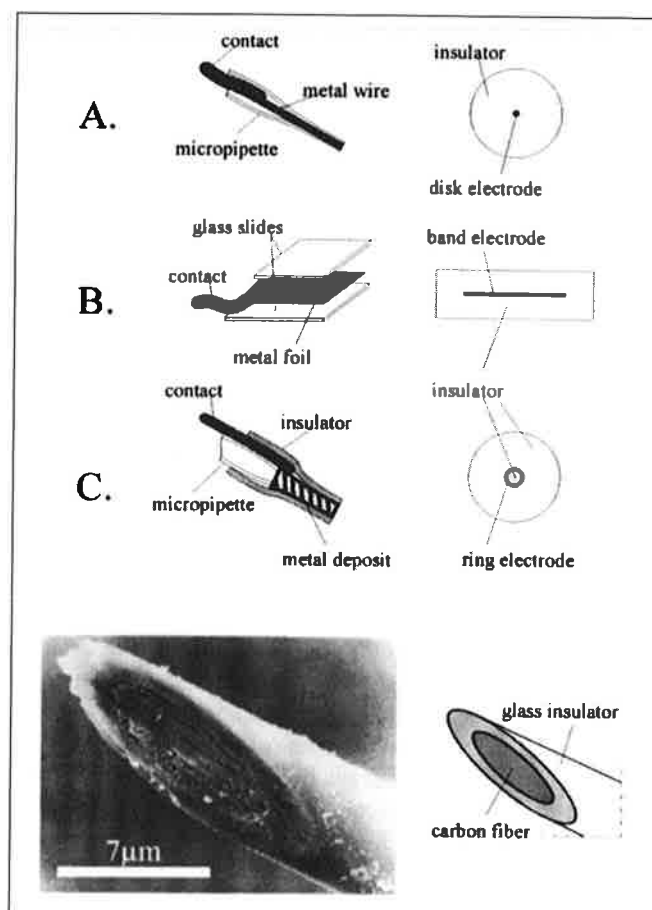 contact
metal wire
micropipette
A.
insulator
disk electrode
glass slides
contact
metal foil
B.
band electrode
insulator
contact
insulator
micropipette
metal deposit
C.
ring electrode
7µm
glass insulator
carbon fiber